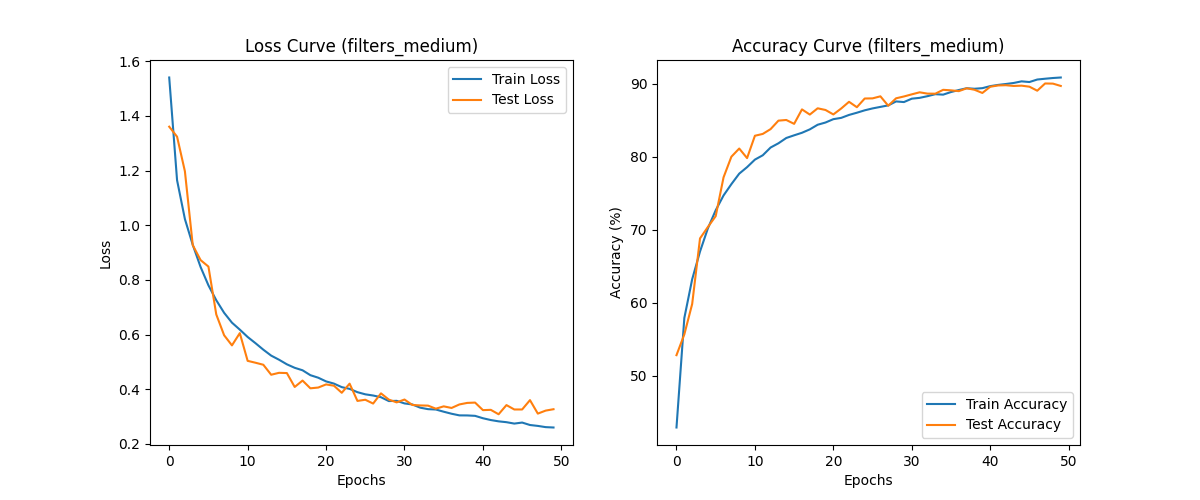 Loss Curve (filters_medium)
1.6
1.4
1.2
1.0
0.8
0.6
0.4
0.2
Loss
0 10 20 30 40 50
Epochs
Train Loss
Test Loss
Accuracy Curve (filters_medium)
90
80
70
60
50
Accuracy (%)
0 10 20 30 40 50
Epochs
Train Accuracy
Test Accuracy